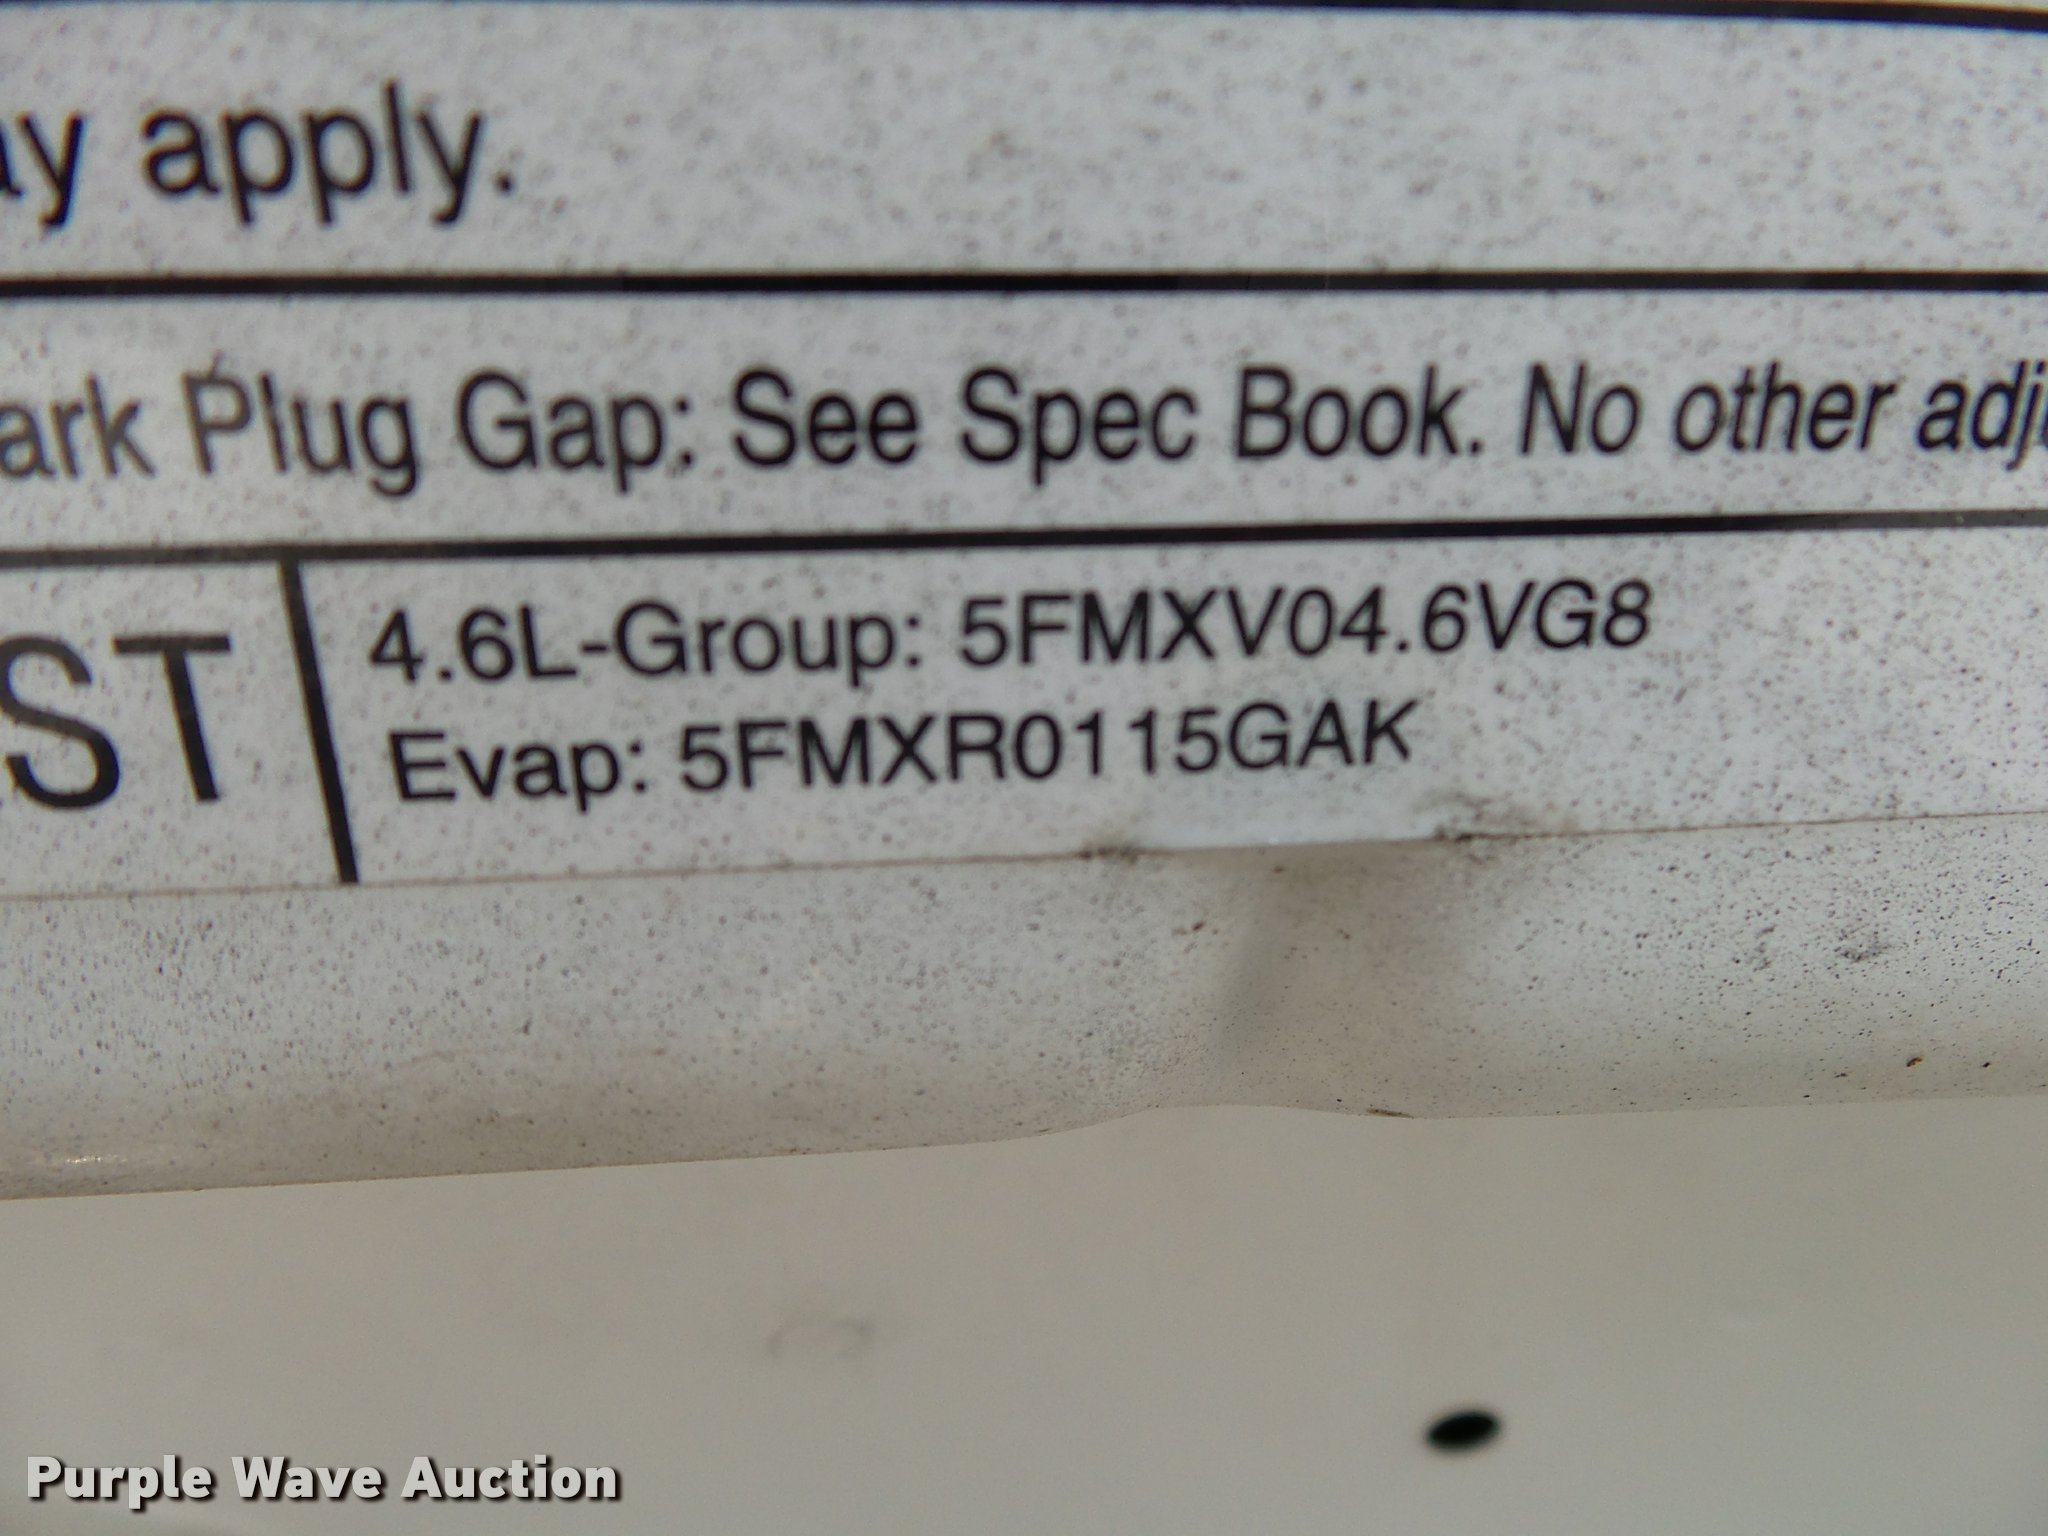 ay apply.
ark Plug Gap: See Spec Book. No other adju
ST
4.6L-Group: 5FMXV04.6VG8
Evap: 5FMXR0115GAK
Purple Wave Auction